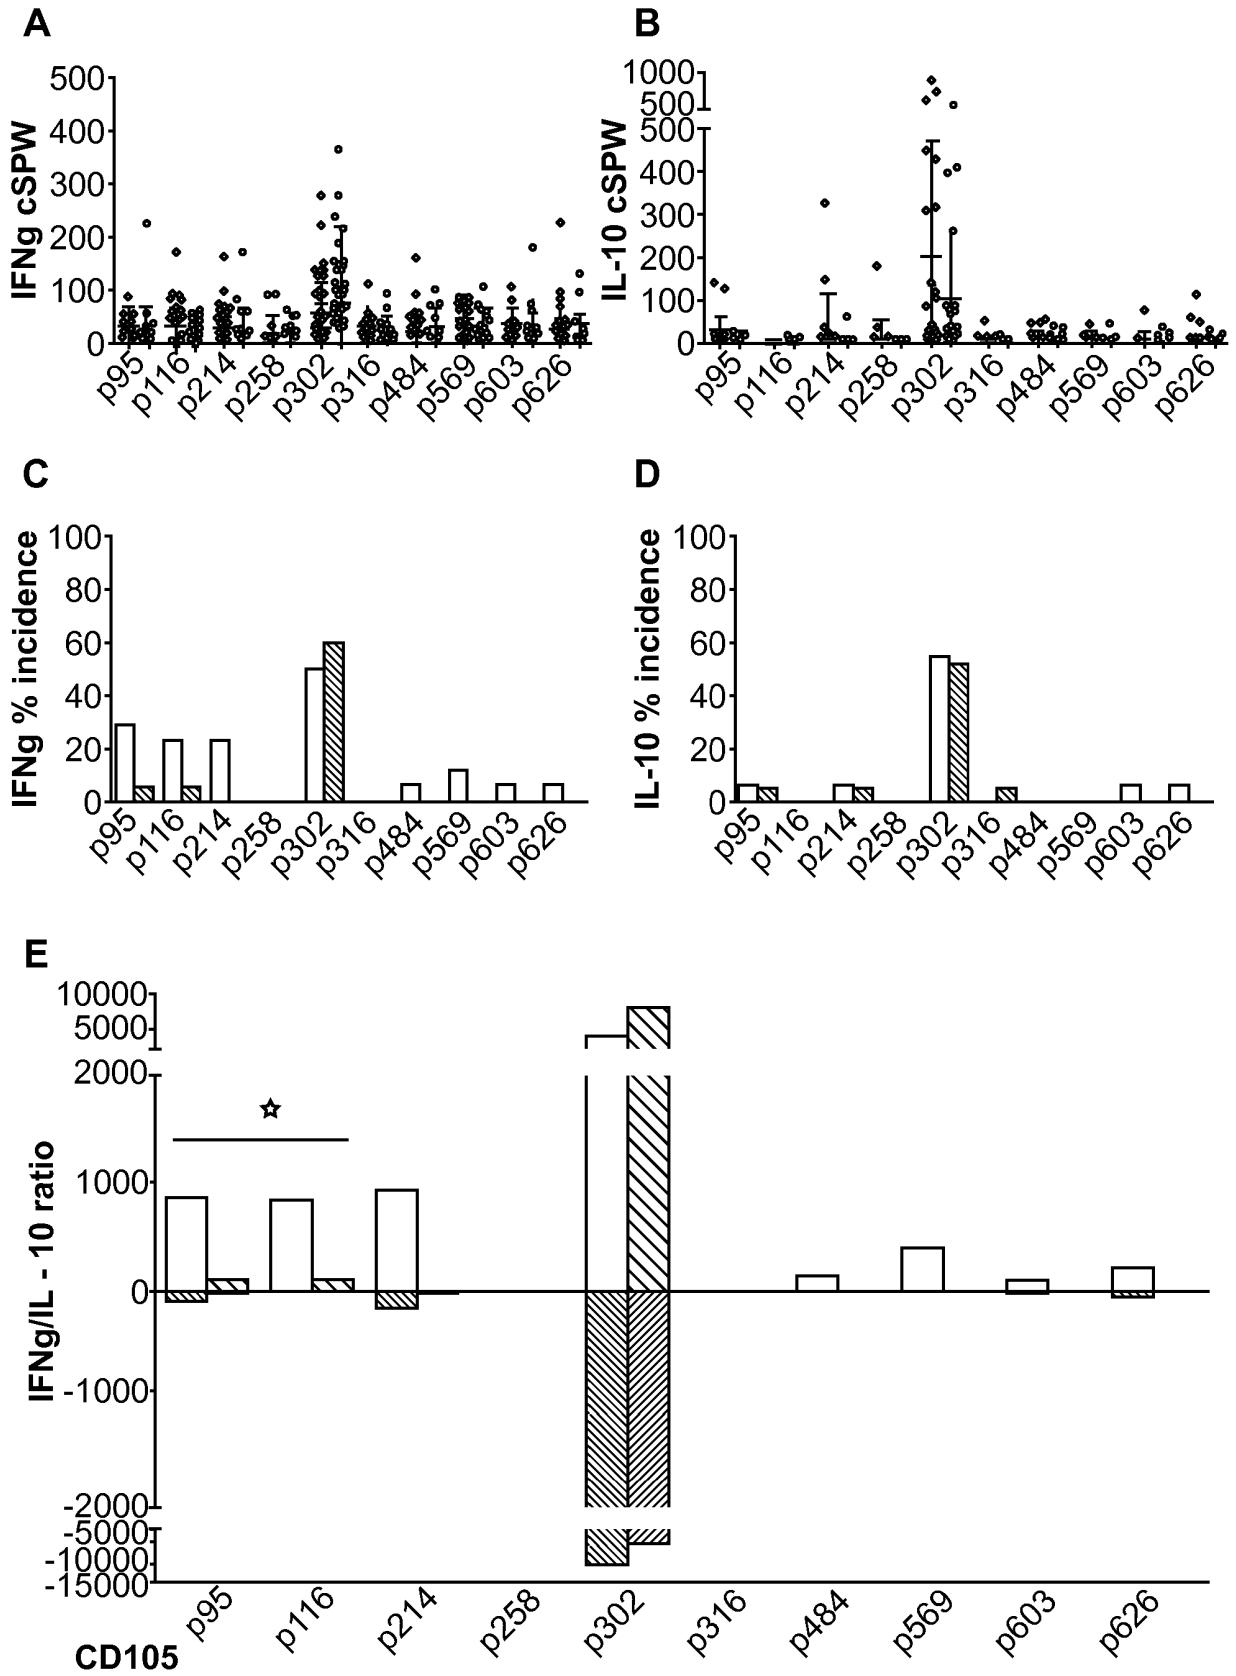 A
IFNg cSPW
500
400
300
200
100
0
p95
p116
p214
p258
p302
p316
p484
p569
p603
p626
B
IL-10 cSPW
1000
500
500
400
300
200
100
0
p95
p116
p214
p258
p302
p316
p484
p569
p603
p626
C
IFNg % incidence
100
80
60
40
20
0
p95
p116
p214
p258
p302
p316
p484
p569
p603
p626
D
IL-10 % incidence
100
80
60
40
20
0
p95
p116
p214
p258
p302
p316
p484
p569
p603
p626
E
IFNg/IL - 10 ratio
10000
5000
2000
1000
0
-1000
-2000
-5000
-10000
-15000
p95
p116
p214
p258
p302
p316
p484
p569
p603
p626
CD105